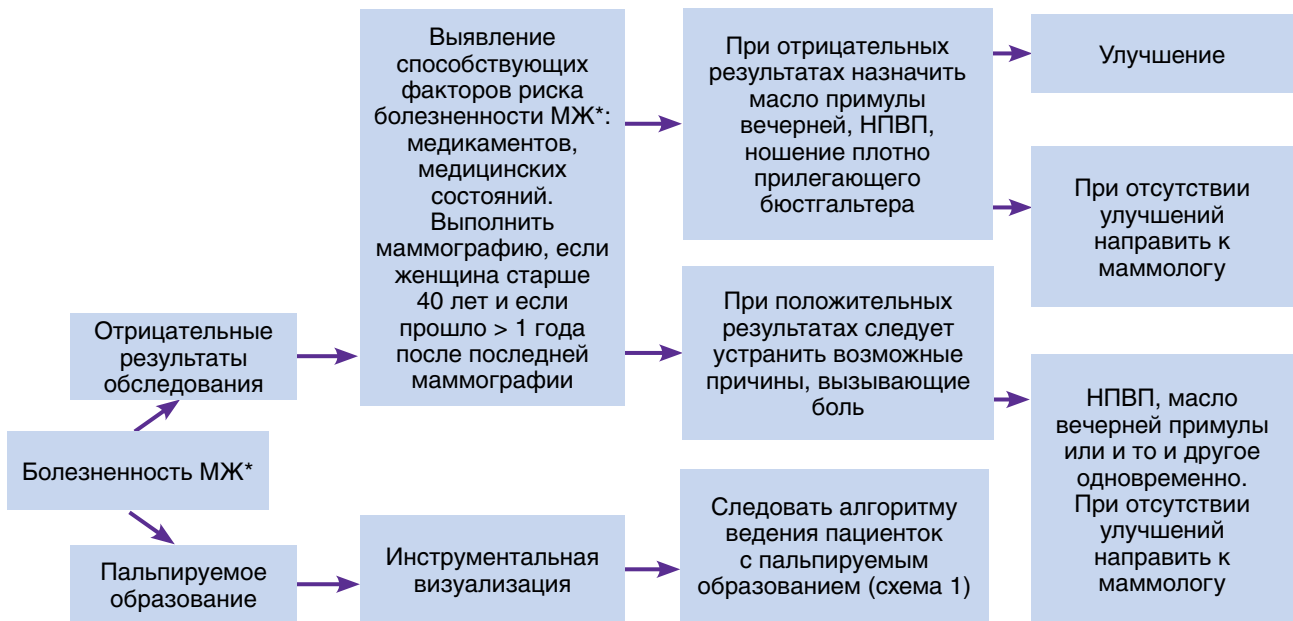 Болезненность МЖ*
Отрицательные
результаты
обследования
Выявление
способствующих
факторов риска
болезненности МЖ*:
медикаментов,
медицинских
состояний.
Выполнить
маммографию, если
женщина старше
40 лет и если
прошло > 1 года
после последней
маммографии
При отрицательных
результатах назначить
масло примулы
вечерней, НПВП,
ношение плотно
прилегающего
бюстгальтера
Улучшение
При отсутствии
улучшений
направить к
маммологу
При положительных
результатах следует
устранить возможные
причины, вызывающие
боль
НПВП, масло
вечерней примулы
или и то и другое
одновременно.
При отсутствии
улучшений
направить к
маммологу
Пальпируемое
образование
Инструментальная
визуализация
Следовать алгоритму
ведения пациенток
с пальпируемым
образованием (схема 1)